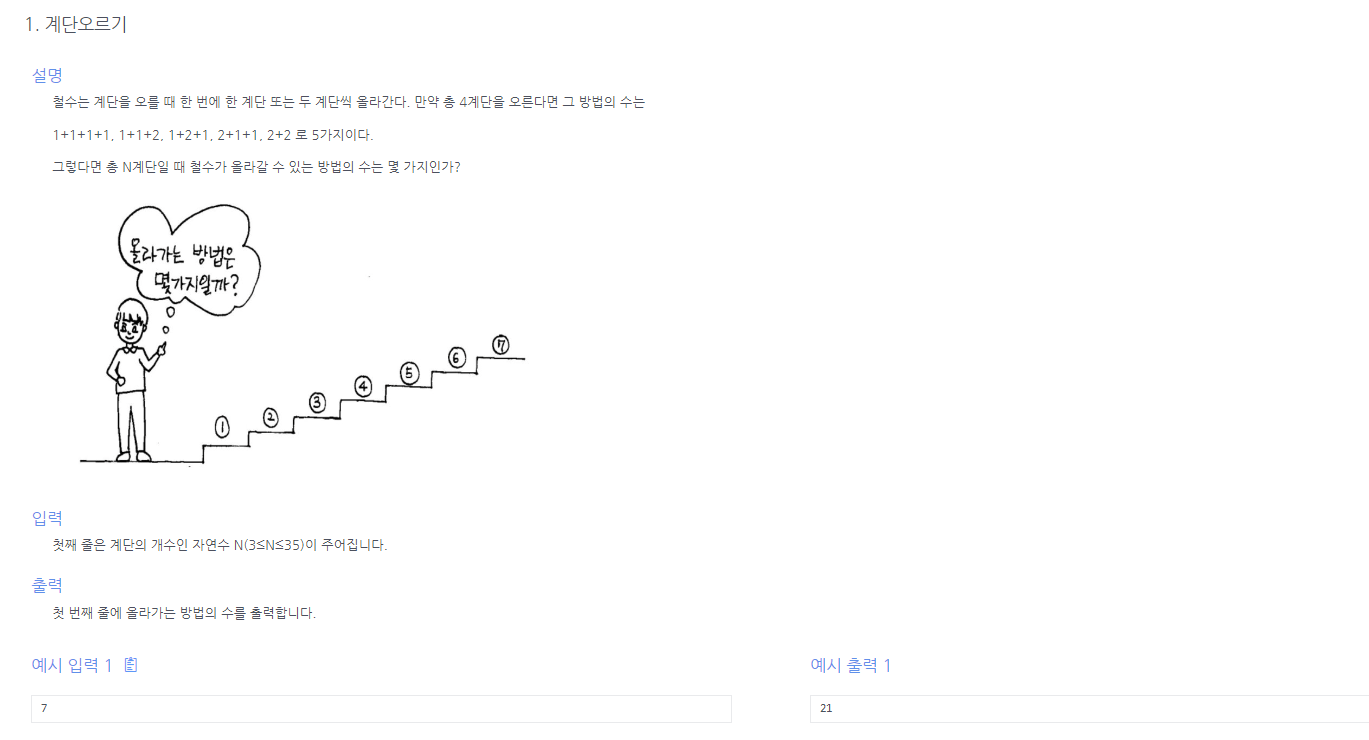 1. 계단오르기
설명
철수는 계단을 오를 때 한 번에 한 계단 또는 두 계단씩 올라간다. 만약 총 4계단을 오른다면 그 방법의 수는
1+1+1+1, 1+1+2, 1+2+1, 2+1+1, 2+2 로 5가지이다.
그렇다면 총 N계단일 때 철수가 올라갈 수 있는 방법의 수는 몇 가지인가?
올라가는 방법은
몇가지일까?
①
②
③
④
⑤
⑥
⑦
입력
첫째 줄은 계단의 개수인 자연수 N(3≤N≤35)이 주어집니다.
출력
첫 번째 줄에 올라가는 방법의 수를 출력합니다.
예시 입력 1
7
예시 출력 1
21